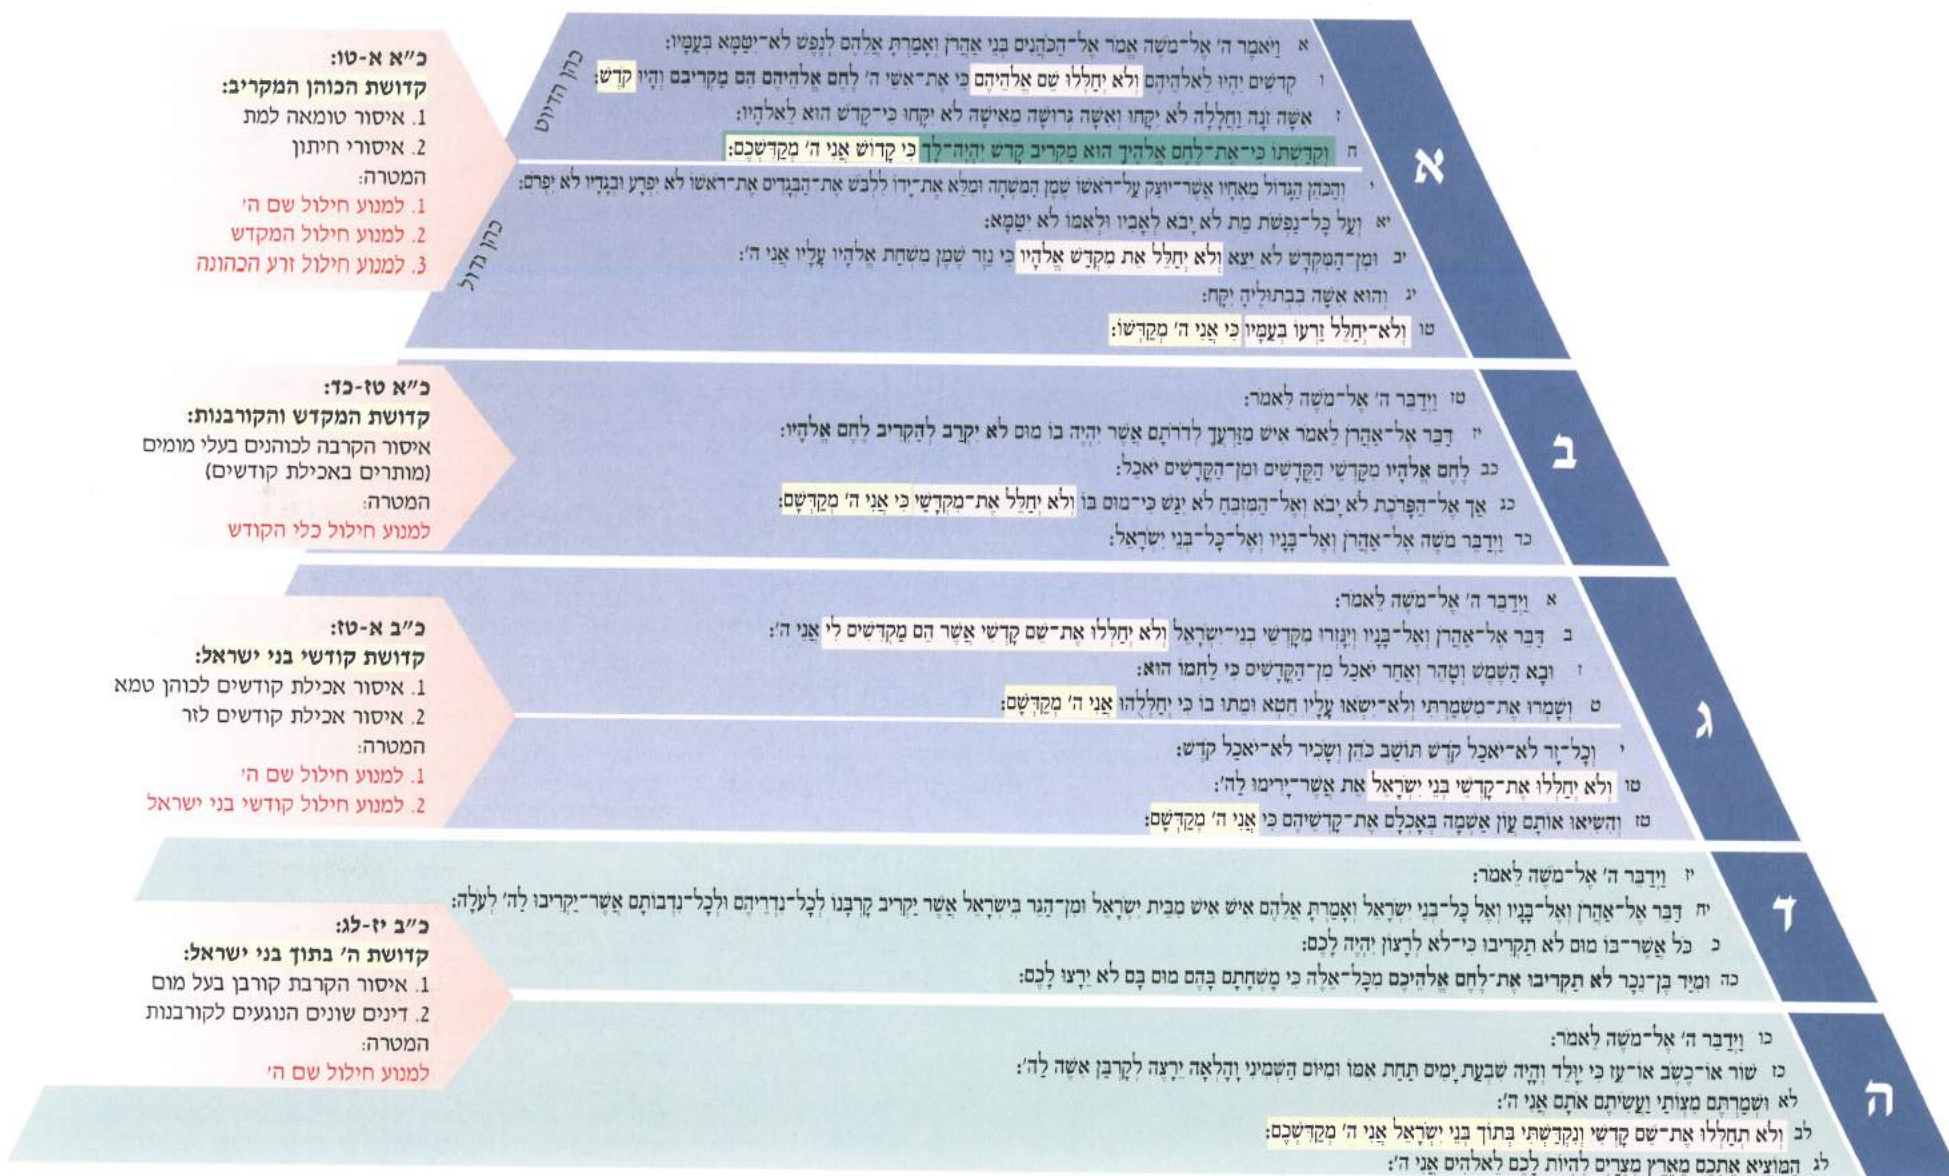 א
כהן הדיוט
א וַיֹּאמֶר ה' אֶל־מֹשֶׁה אֱמֹר אֶל־הַכֹּהֲנִים בְּנֵי אַהֲרֹן וְאָמַרְתָּ אֲלֵהֶם לְנֶפֶשׁ לֹא־יִטַּמָּא בְּעַמָּיו:
ו קְדֹשִׁים יִהְיוּ לֵאלֹהֵיהֶם וְלֹא יְחַלְּלוּ שֵׁם אֱלֹהֵיהֶם כִּי אֶת־אִשֵּׁי ה' לֶחֶם אֱלֹהֵיהֶם הֵם מַקְרִיבִם וְהָיוּ קֹדֶשׁ:
ז אִשָּׁה זֹנָה וַחֲלָלָה לֹא יִקָּחוּ וְאִשָּׁה גְּרוּשָׁה מֵאִישָׁהּ לֹא יִקָּחוּ כִּי־קָדֹשׁ הוּא לֵאלֹהָיו:
ח וְקִדַּשְׁתּוֹ כִּי־אֶת־לֶחֶם אֱלֹהֶיךָ הוּא מַקְרִיב קָדֹשׁ יִהְיֶה־לָּךְ כִּי קָדוֹשׁ אֲנִי ה' מְקַדִּשְׁכֶם:
כהן גדול
י וְהַכֹּהֵן הַגָּדוֹל מֵאֶחָיו אֲשֶׁר־יוּצַק עַל־רֹאשׁוֹ שֶׁמֶן הַמִּשְׁחָה וּמִלֵּא אֶת־יָדוֹ לִלְבֹּשׁ אֶת־הַבְּגָדִים אֶת־רֹאשׁוֹ לֹא יִפְרָע וּבְגָדָיו לֹא יִפְרֹם:
יא וְעַל כָּל־נַפְשֹׁת מֵת לֹא יָבֹא לְאָבִיו וּלְאִמּוֹ לֹא יִטַּמָּא:
יב וּמִן־הַמִּקְדָּשׁ לֹא יֵצֵא וְלֹא יְחַלֵּל אֵת מִקְדַּשׁ אֱלֹהָיו כִּי נֵזֶר שֶׁמֶן מִשְׁחַת אֱלֹהָיו עָלָיו אֲנִי ה':
יג וְהוּא אִשָּׁה בִבְתוּלֶיהָ יִקָּח:
טו וְלֹא־יְחַלֵּל זַרְעוֹ בְּעַמָּיו כִּי אֲנִי ה' מְקַדְּשׁוֹ:
כ"א א-טו:
קדושת הכוהן המקריב:
1. איסור טומאה למת
2. איסורי חיתון
המטרה:
1. למנוע חילול שם ה'
2. למנוע חילול המקדש
3. למנוע חילול זרע הכהונה
ב
טז וַיְדַבֵּר ה' אֶל־מֹשֶׁה לֵּאמֹר:
יז דַּבֵּר אֶל־אַהֲרֹן לֵאמֹר אִישׁ מִזַּרְעֲךָ לְדֹרֹתָם אֲשֶׁר יִהְיֶה בוֹ מוּם לֹא יִקְרַב לְהַקְרִיב לֶחֶם אֱלֹהָיו:
כב לֶחֶם אֱלֹהָיו מִקָּדְשֵׁי הַקֳּדָשִׁים וּמִן־הַקֳּדָשִׁים יֹאכֵל:
כג אַךְ אֶל־הַפָּרֹכֶת לֹא יָבֹא וְאֶל־הַמִּזְבֵּחַ לֹא יִגַּשׁ כִּי־מוּם בּוֹ וְלֹא יְחַלֵּל אֶת־מִקְדָּשַׁי כִּי אֲנִי ה' מְקַדְּשָׁם:
כד וַיְדַבֵּר מֹשֶׁה אֶל־אַהֲרֹן וְאֶל־בָּנָיו וְאֶל־כָּל־בְּנֵי יִשְׂרָאֵל:
כ"א טז-כד:
קדושת המקדש והקורבנות:
איסור הקרבה לכוהנים בעלי מומים
(מותרים באכילת קודשים)
המטרה:
למנוע חילול כלי הקודש
ג
א וַיְדַבֵּר ה' אֶל־מֹשֶׁה לֵּאמֹר:
ב דַּבֵּר אֶל־אַהֲרֹן וְאֶל־בָּנָיו וְיִנָּזְרוּ מִקָּדְשֵׁי בְנֵי־יִשְׂרָאֵל וְלֹא יְחַלְּלוּ אֶת־שֵׁם קָדְשִׁי אֲשֶׁר הֵם מַקְדִּשִׁים לִי אֲנִי ה':
ז וּבָא הַשֶּׁמֶשׁ וְטָהֵר וְאַחַר יֹאכַל מִן־הַקֳּדָשִׁים כִּי לַחְמוֹ הוּא:
ט וְשָׁמְרוּ אֶת־מִשְׁמַרְתִּי וְלֹא־יִשְׂאוּ עָלָיו חֵטְא וּמֵתוּ בוֹ כִּי יְחַלְּלֻהוּ אֲנִי ה' מְקַדְּשָׁם:
י וְכָל־זָר לֹא־יֹאכַל קֹדֶשׁ תּוֹשַׁב כֹּהֵן וְשָׂכִיר לֹא־יֹאכַל קֹדֶשׁ:
טו וְלֹא יְחַלְּלוּ אֶת־קָדְשֵׁי בְּנֵי יִשְׂרָאֵל אֵת אֲשֶׁר־יָרִימוּ לַה':
טז וְהִשִּׂיאוּ אוֹתָם עֲוֹן אַשְׁמָה בְּאָכְלָם אֶת־קָדְשֵׁיהֶם כִּי אֲנִי ה' מְקַדְּשָׁם:
כ"ב א-טז:
קדושת קודשי בני ישראל:
1. איסור אכילת קודשים לכוהן טמא
2. איסור אכילת קודשים לזר
המטרה:
1. למנוע חילול שם ה'
2. למנוע חילול קודשי בני ישראל
ד
יז וַיְדַבֵּר ה' אֶל־מֹשֶׁה לֵּאמֹר:
יח דַּבֵּר אֶל־אַהֲרֹן וְאֶל־בָּנָיו וְאֶל כָּל־בְּנֵי יִשְׂרָאֵל וְאָמַרְתָּ אֲלֵהֶם אִישׁ אִישׁ מִבֵּית יִשְׂרָאֵל וּמִן־הַגֵּר בְּיִשְׂרָאֵל אֲשֶׁר יַקְרִיב קָרְבָּנוֹ לְכָל־נִדְרֵיהֶם וּלְכָל־נִדְבוֹתָם אֲשֶׁר־יַקְרִיבוּ לַה' לְעֹלָה:
כ כֹּל אֲשֶׁר־בּוֹ מוּם לֹא תַקְרִיבוּ כִּי־לֹא לְרָצוֹן יִהְיֶה לָכֶם:
כה וּמִיַּד בֶּן־נֵכָר לֹא תַקְרִיבוּ אֶת־לֶחֶם אֱלֹהֵיכֶם מִכָּל־אֵלֶּה כִּי מָשְׁחָתָם בָּהֶם מוּם בָּם לֹא יֵרָצוּ לָכֶם:
כ"ב יז-לג:
קדושת ה' בתוך בני ישראל:
1. איסור הקרבת קורבן בעל מום
2. דינים שונים הנוגעים לקורבנות
המטרה:
למנוע חילול שם ה'
ה
כו וַיְדַבֵּר ה' אֶל־מֹשֶׁה לֵּאמֹר:
כז שׁוֹר אוֹ־כֶשֶׂב אוֹ־עֵז כִּי יִוָּלֵד וְהָיָה שִׁבְעַת יָמִים תַּחַת אִמּוֹ וּמִיּוֹם הַשְּׁמִינִי וָהָלְאָה יֵרָצֶה לְקָרְבַּן אִשֶּׁה לַה':
לא וּשְׁמַרְתֶּם מִצְוֹתַי וַעֲשִׂיתֶם אֹתָם אֲנִי ה':
לב וְלֹא תְחַלְּלוּ אֶת־שֵׁם קָדְשִׁי וְנִקְדַּשְׁתִּי בְּתוֹךְ בְּנֵי יִשְׂרָאֵל אֲנִי ה' מְקַדִּשְׁכֶם:
לג הַמּוֹצִיא אֶתְכֶם מֵאֶרֶץ מִצְרַיִם לִהְיוֹת לָכֶם לֵאלֹהִים אֲנִי ה':